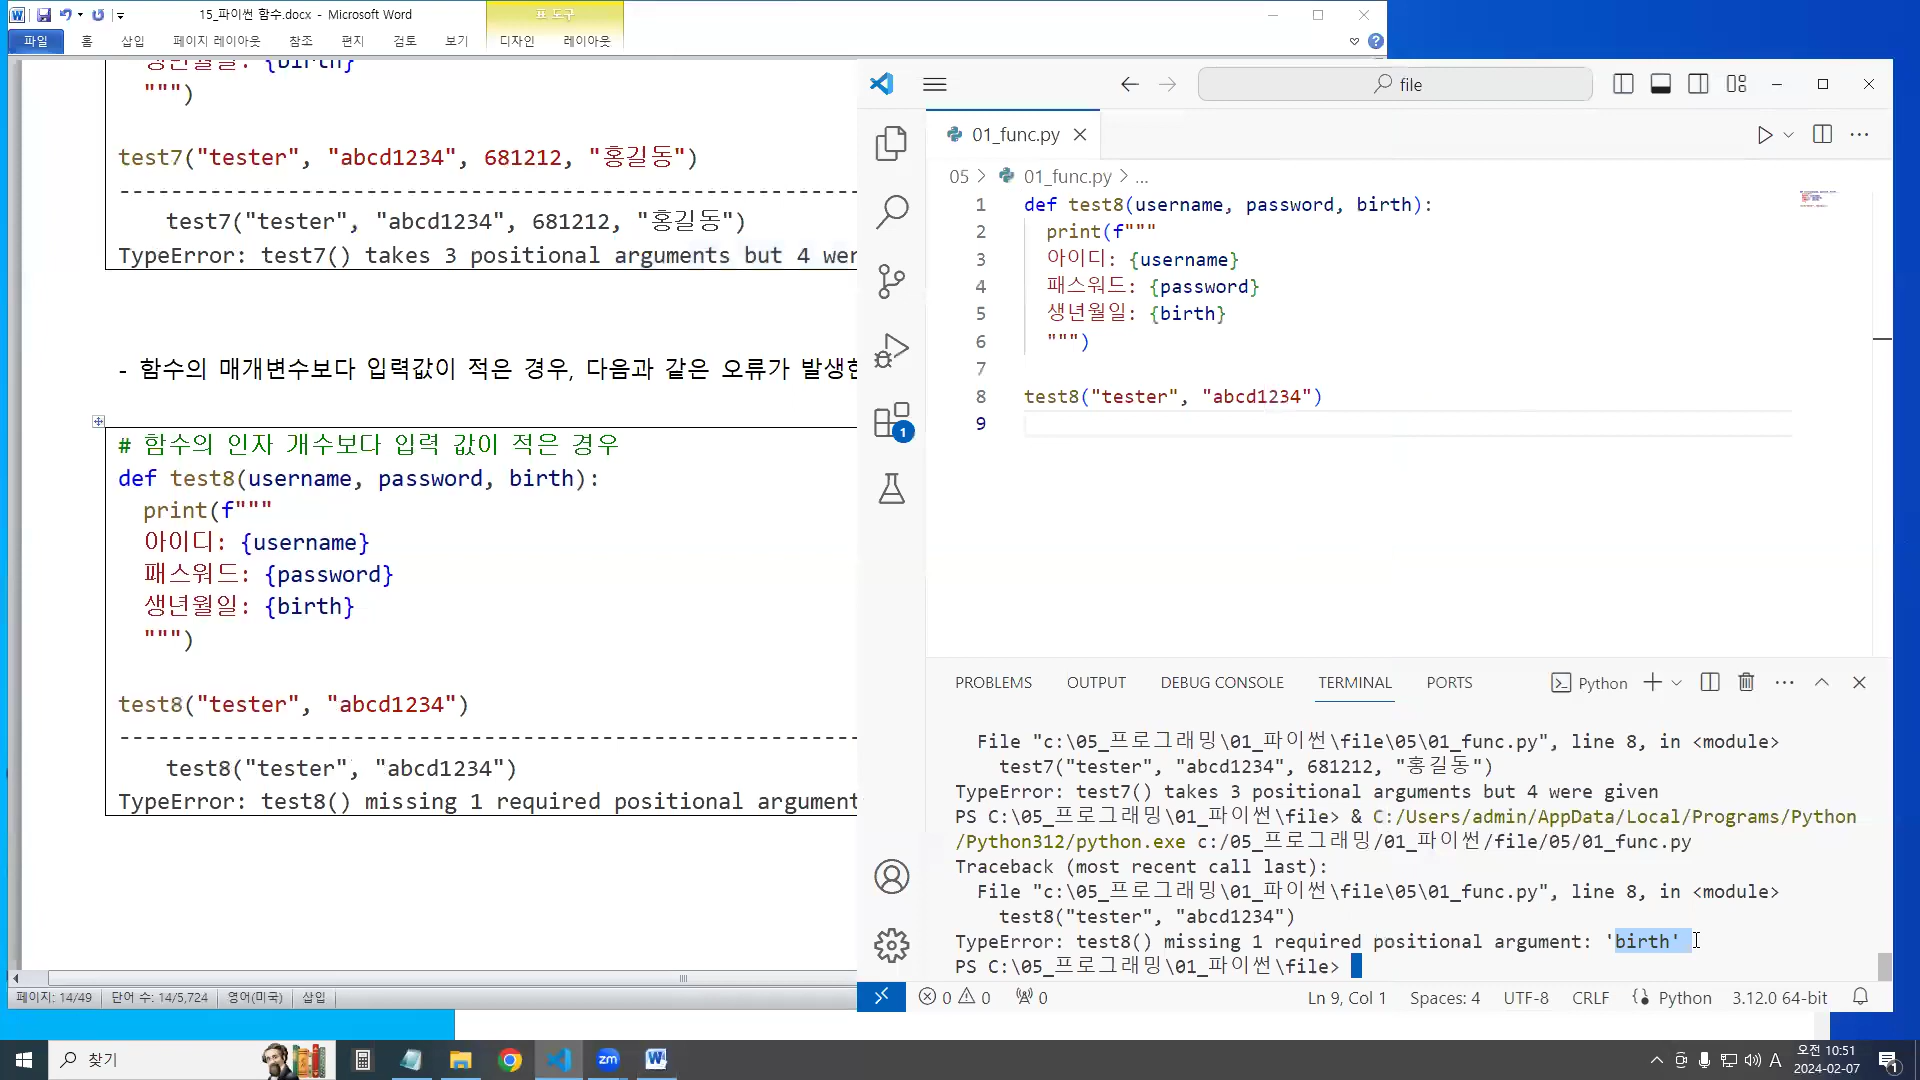 15_파이썬 함수.docx - Microsoft Word
표 도구
파일 홈 삽입 페이지 레이아웃 참조 편지 검토 보기 디자인 레이아웃
생년월일: {birth}
""")
test7("tester", "abcd1234", 681212, "홍길동")
test7("tester", "abcd1234", 681212, "홍길동")
TypeError: test7() takes 3 positional arguments but 4 wer
- 함수의 매개변수보다 입력값이 적은 경우, 다음과 같은 오류가
# 함수의 인자 개수보다 입력 값이 적은 경우
def test8(username, password, birth):
print(f"""
아이디: {username}
패스워드: {password}
생년월일: {birth}
""")
test8("tester", "abcd1234")
test8("tester", "abcd1234")
TypeError: test8() missing 1 required positional argument
페이지: 14/49 단어 수: 14/5,724 영어(미국) 삽입
file
01_func.py
05 > 01_func.py > ...
1 def test8(username, password, birth):
2 print(f"""
3 아이디: {username}
4 패스워드: {password}
5 생년월일: {birth}
6 """)
7
8 test8("tester", "abcd1234")
9
1
PROBLEMS OUTPUT DEBUG CONSOLE TERMINAL PORTS Python
File "c:\05_프로그래밍\01_파이썬\file\05\01_func.py", line 8, in <module>
test7("tester", "abcd1234", 681212, "홍길동")
TypeError: test7() takes 3 positional arguments but 4 were given
PS C:\05_프로그래밍\01_파이썬\file> & C:/Users/admin/AppData/Local/Programs/Python
/Python312/python.exe c:/05_프로그래밍/01_파이썬/file/05/01_func.py
Traceback (most recent call last):
File "c:\05_프로그래밍\01_파이썬\file\05\01_func.py", line 8, in <module>
test8("tester", "abcd1234")
TypeError: test8() missing 1 required positional argument: 'birth'
PS C:\05_프로그래밍\01_파이썬\file>
0 0 0 Ln 9, Col 1 Spaces: 4 UTF-8 CRLF Python 3.12.0 64-bit
찾기
zm
A
오전 10:51
2024-02-07
1